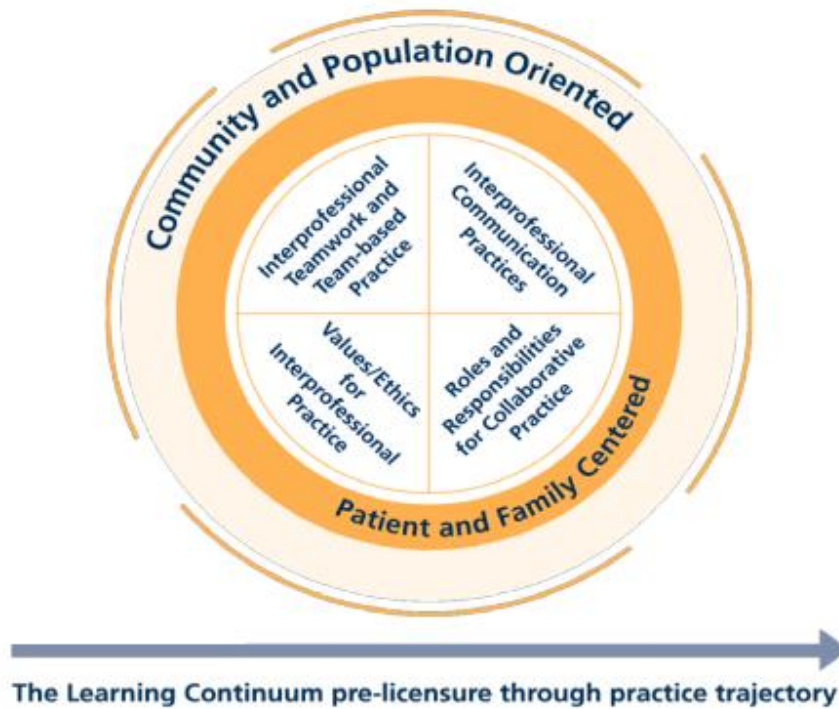 Community and Population Oriented
Interprofessional
Teamwork and
Team-based
Practice
Interprofessional
Communication
Practices
Values/Ethics
for
Interprofessional
Practice
Roles and
Responsibilities
for Collaborative
Practice
Patient and Family Centered
The Learning Continuum pre-licensure through practice trajectory